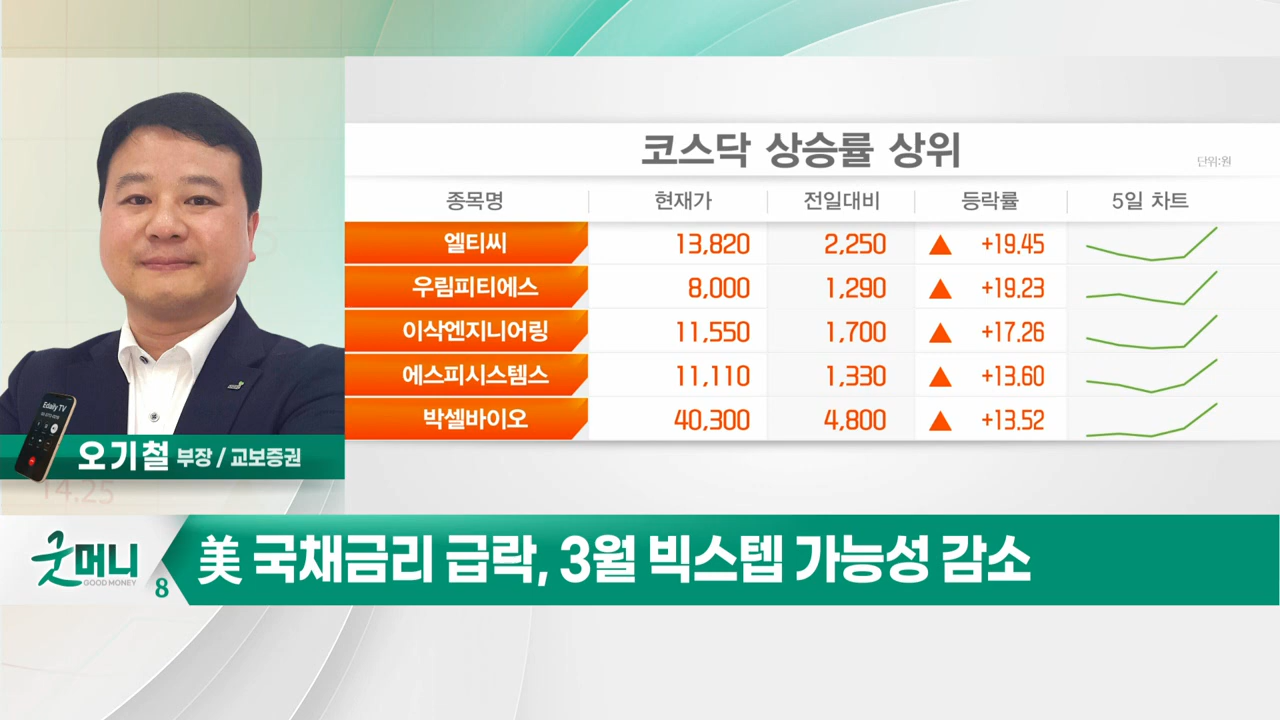 코스닥 상승률 상위
단위:원
종목명 현재가 전일대비 등락률 5일 차트
엘티씨 13,820 2,250 ▲ +19.45
우림피티에스 8,000 1,290 ▲ +19.23
이삭엔지니어링 11,550 1,700 ▲ +17.26
에스피시스템스 11,110 1,330 ▲ +13.60
박셀바이오 40,300 4,800 ▲ +13.52
Edaily TV
오기철 부장 / 교보증권
14.25
굿머니
GOOD MONEY
8
美 국채금리 급락, 3월 빅스텝 가능성 감소